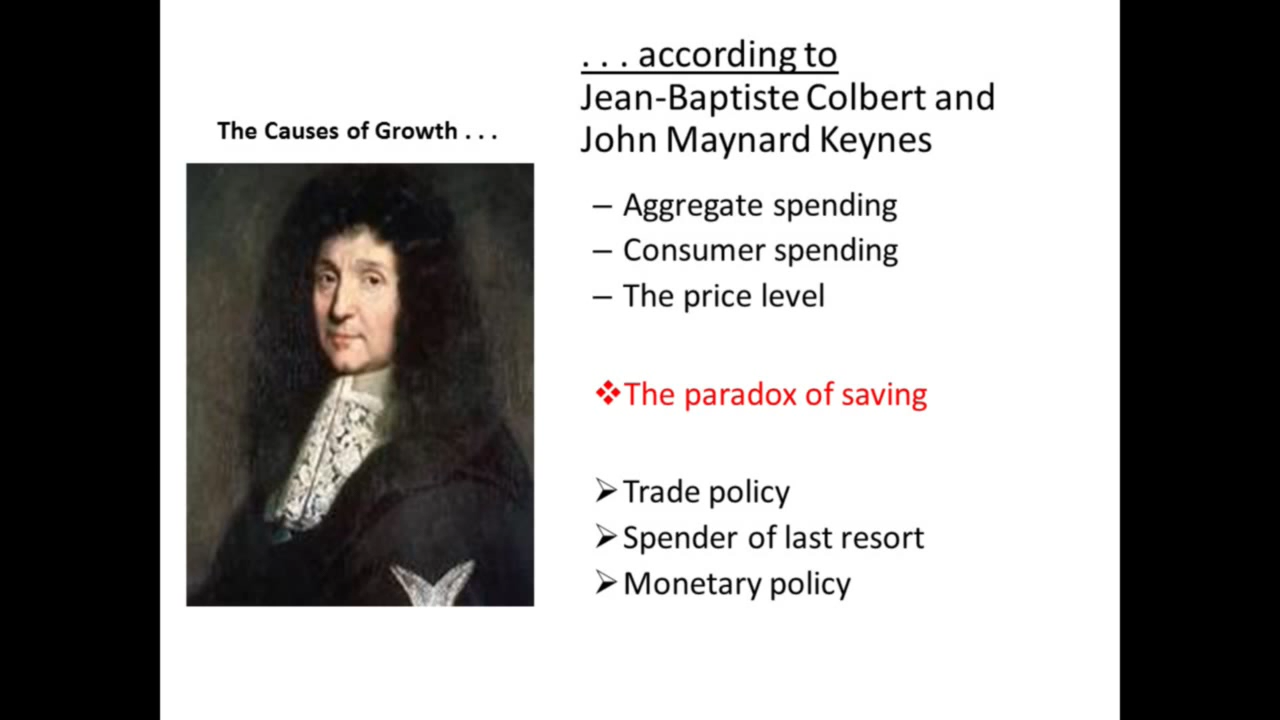 The Causes of Growth . . .
. . . according to
Jean-Baptiste Colbert and
John Maynard Keynes
– Aggregate spending
– Consumer spending
– The price level
❖The paradox of saving
➢Trade policy
➢Spender of last resort
➢Monetary policy